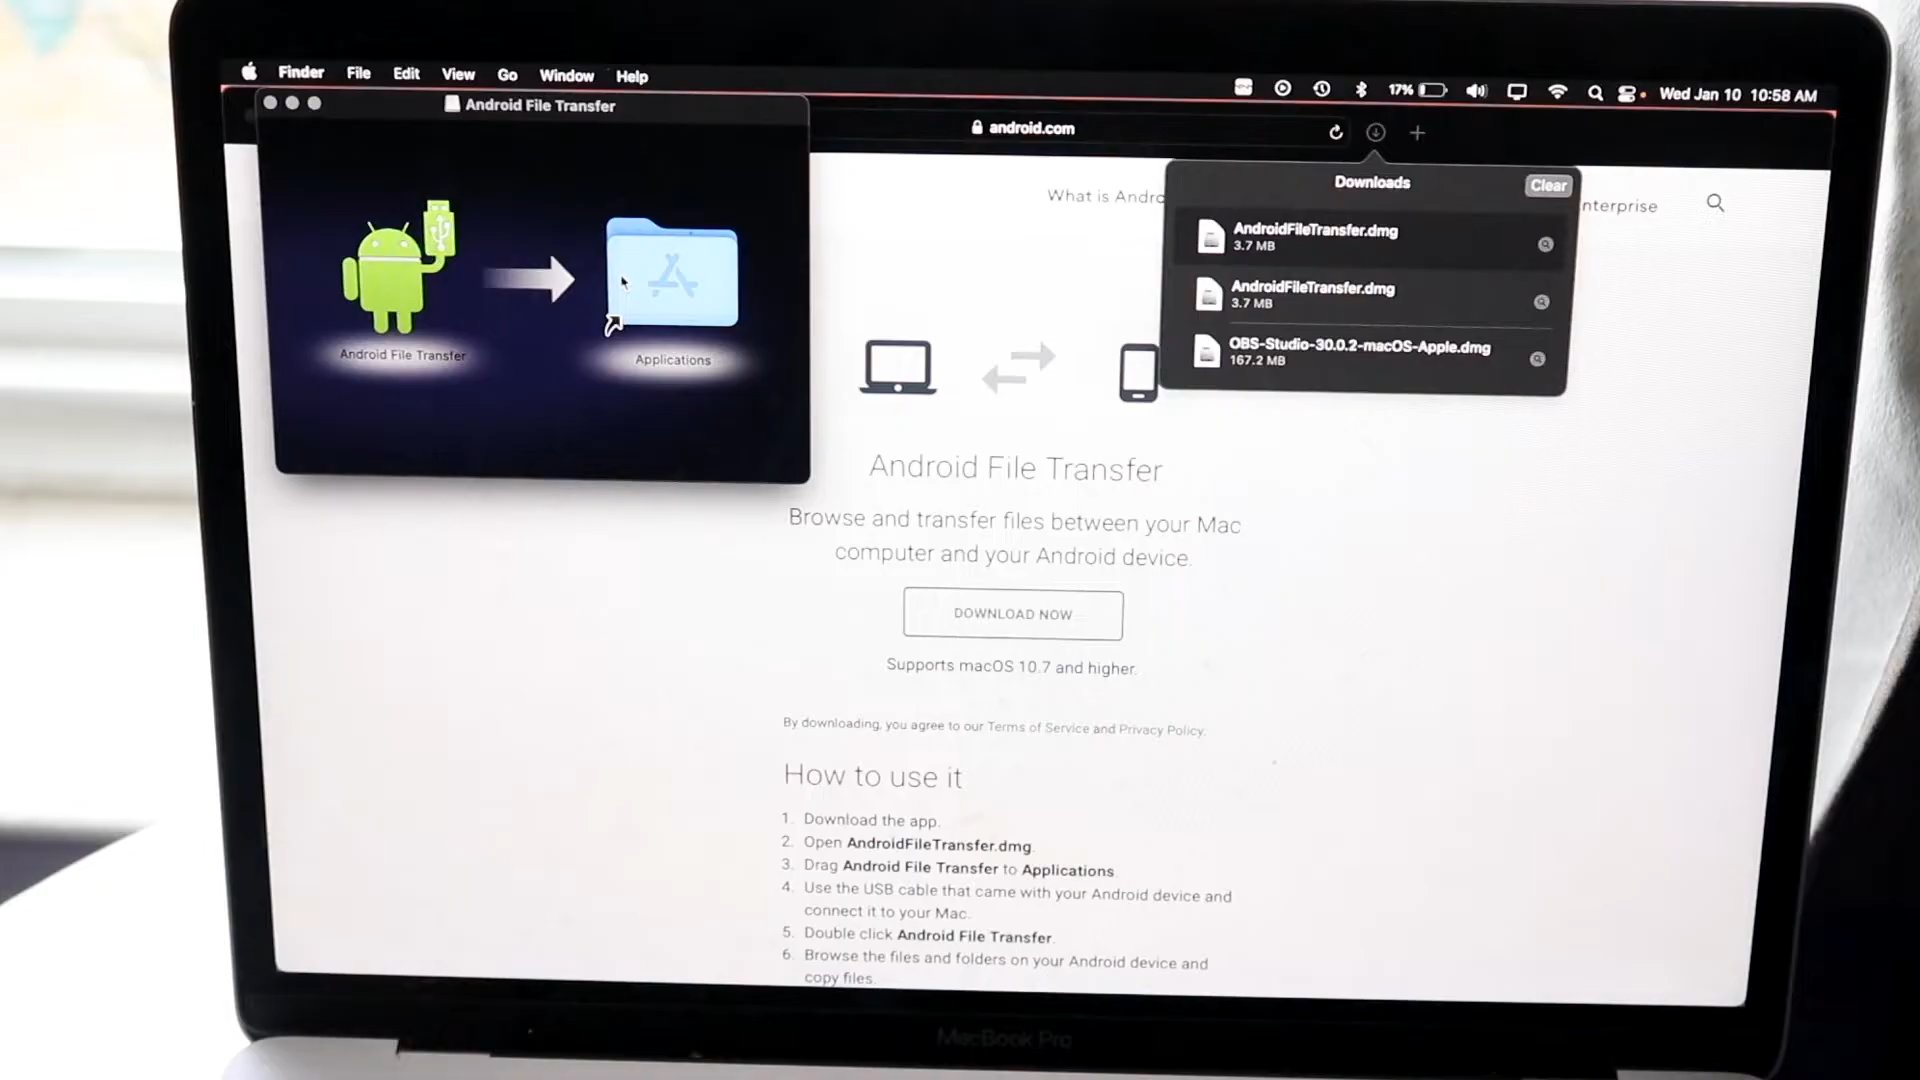 Finder File Edit View Go Window Help
17%
Wed Jan 10 10:58 AM
Android File Transfer
android.com
Android File Transfer
Applications
What is Andro
nterprise
Downloads
Clear
AndroidFileTransfer.dmg
3.7 MB
AndroidFileTransfer.dmg
3.7 MB
OBS-Studio-30.0.2-macOS-Apple.dmg
167.2 MB
Android File Transfer
Browse and transfer files between your Mac
computer and your Android device.
DOWNLOAD NOW
Supports macOS 10.7 and higher.
By downloading, you agree to our Terms of Service and Privacy Policy.
How to use it
1. Download the app.
2. Open AndroidFileTransfer.dmg.
3. Drag Android File Transfer to Applications.
4. Use the USB cable that came with your Android device and
connect it to your Mac.
5. Double click Android File Transfer.
6. Browse the files and folders on your Android device and
copy files.
MacBook Pro